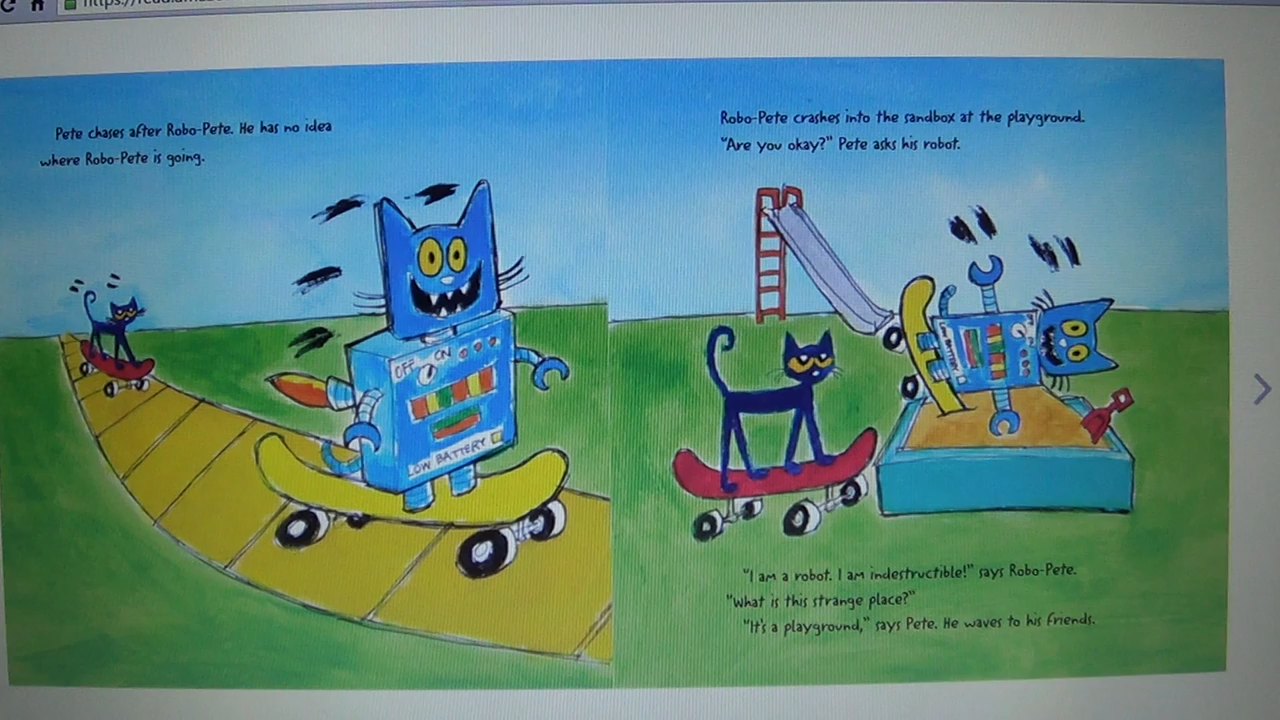 Pete chases after Robo-Pete. He has no idea
where Robo-Pete is going.
OFF ON
LOW BATTERY
Robo-Pete crashes into the sandbox at the playground.
"Are you okay?" Pete asks his robot.
"I am a robot. I am indestructible!" says Robo-Pete.
"What is this strange place?"
"It's a playground," says Pete. He waves to his friends.